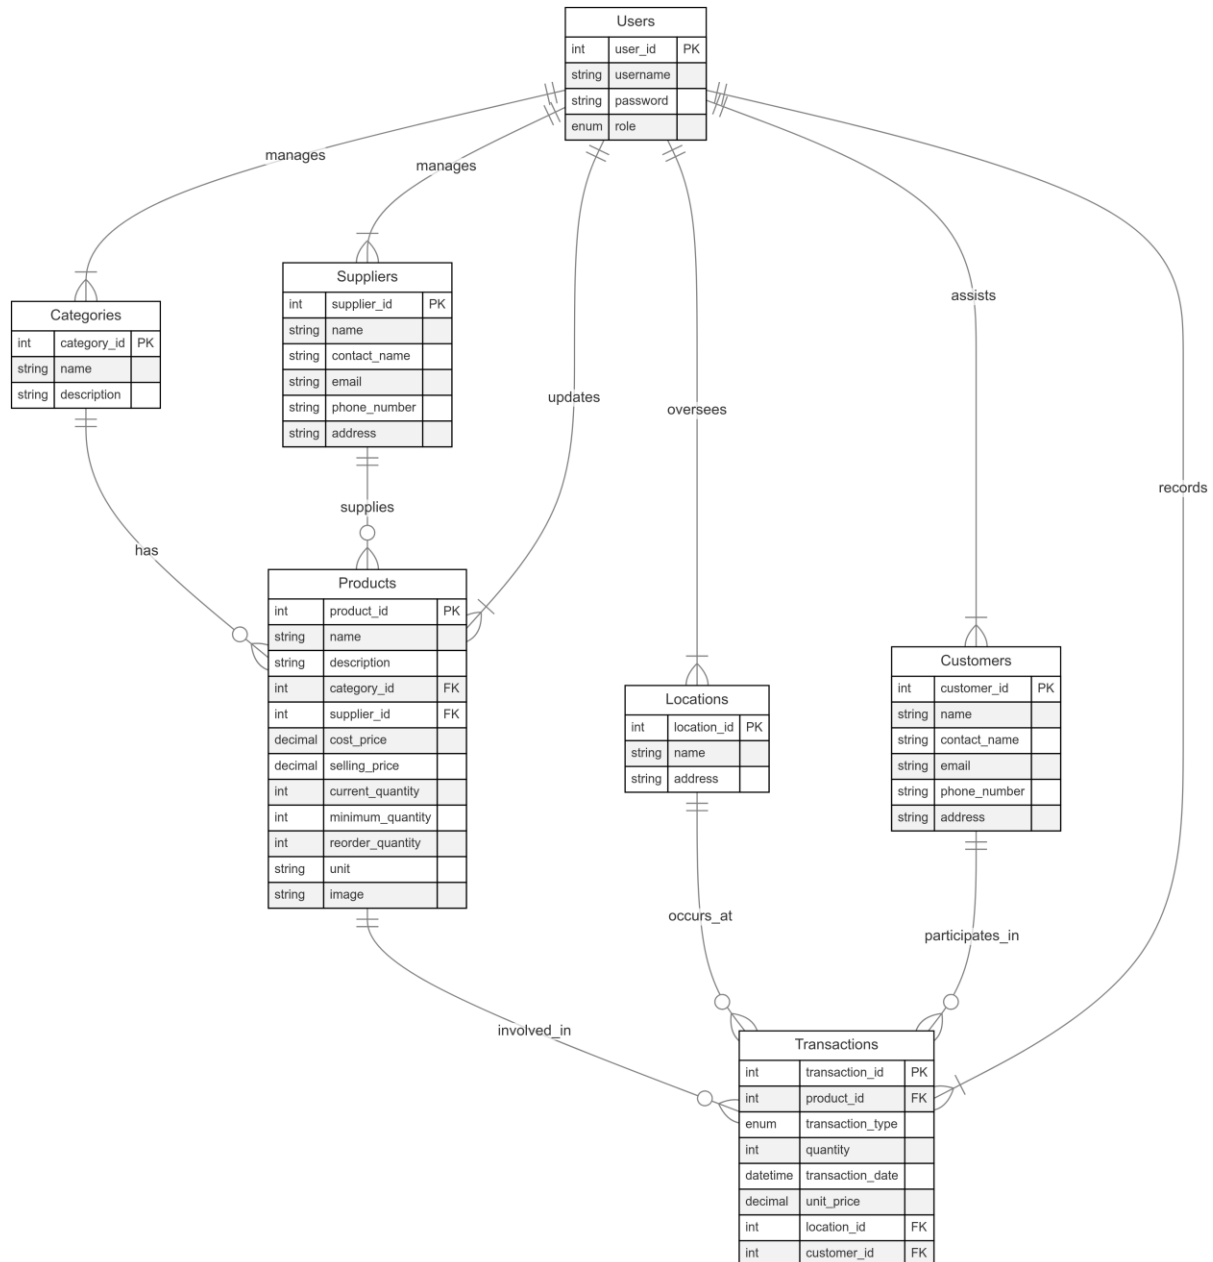 Users
int user_id PK
string username
string password
enum role
manages
manages
updates
oversees
assists
records
Suppliers
int supplier_id PK
string name
string contact_name
string email
string phone_number
string address
Categories
int category_id PK
string name
string description
has
supplies
Products
int product_id PK
string name
string description
int category_id FK
int supplier_id FK
decimal cost_price
decimal selling_price
int current_quantity
int minimum_quantity
int reorder_quantity
string unit
string image
Locations
int location_id PK
string name
string address
Customers
int customer_id PK
string name
string contact_name
string email
string phone_number
string address
occurs_at
participates_in
involved_in
Transactions
int transaction_id PK
int product_id FK
enum transaction_type
int quantity
datetime transaction_date
decimal unit_price
int location_id FK
int customer_id FK